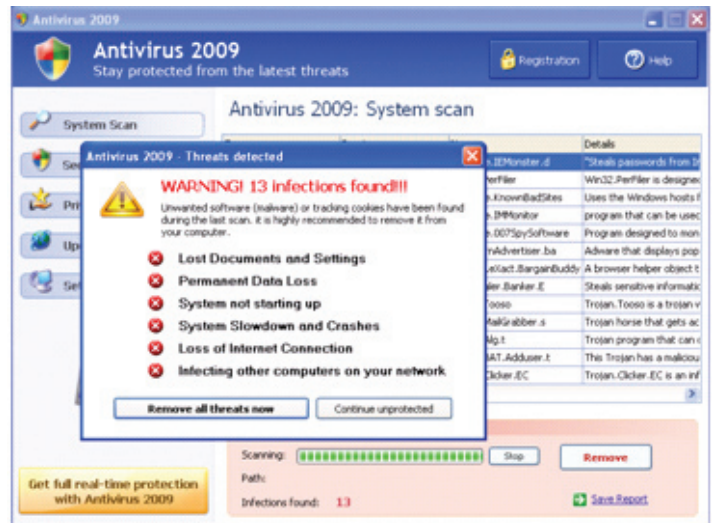 Antivirus 2009
Antivirus 2009
Stay protected from the latest threats
Registration
Help
System Scan
Antivirus 2009: System scan
Details
Antivirus 2009 - Threats detected
WARNING! 13 infections found!!!
Unwanted software (malware) or tracking cookies have been found
during the last scan. it is highly recommended to remove it from
your computer.
Lost Documents and Settings
Permanent Data Loss
System not starting up
System Slowdown and Crashes
Loss of Internet Connection
Infecting other computers on your network
Remove all threats now
Continue unprotected
.IEMonster.d "Steals passwords from
Win32.PerFiler is designed
.KnownBadSites Uses the Windows hosts
.IMMonitor program that can be used
.007SpySoftware Program designed to mon
Adware that displays pop
.BargainBuddy A browser helper object t
.Banker.E Steals sensitive informatic
Trojan.Tooso is a trojan
MailGrabber.s Trojan horse that gets ac
Trojan program that can
.Adduser.t This Trojan has a maliciou
Clicker.EC Trojan.Clicker.EC is an inf
Scanning: Stop Remove
Path:
Infections found: 13 Save Report
Get full real-time protection
with Antivirus 2009